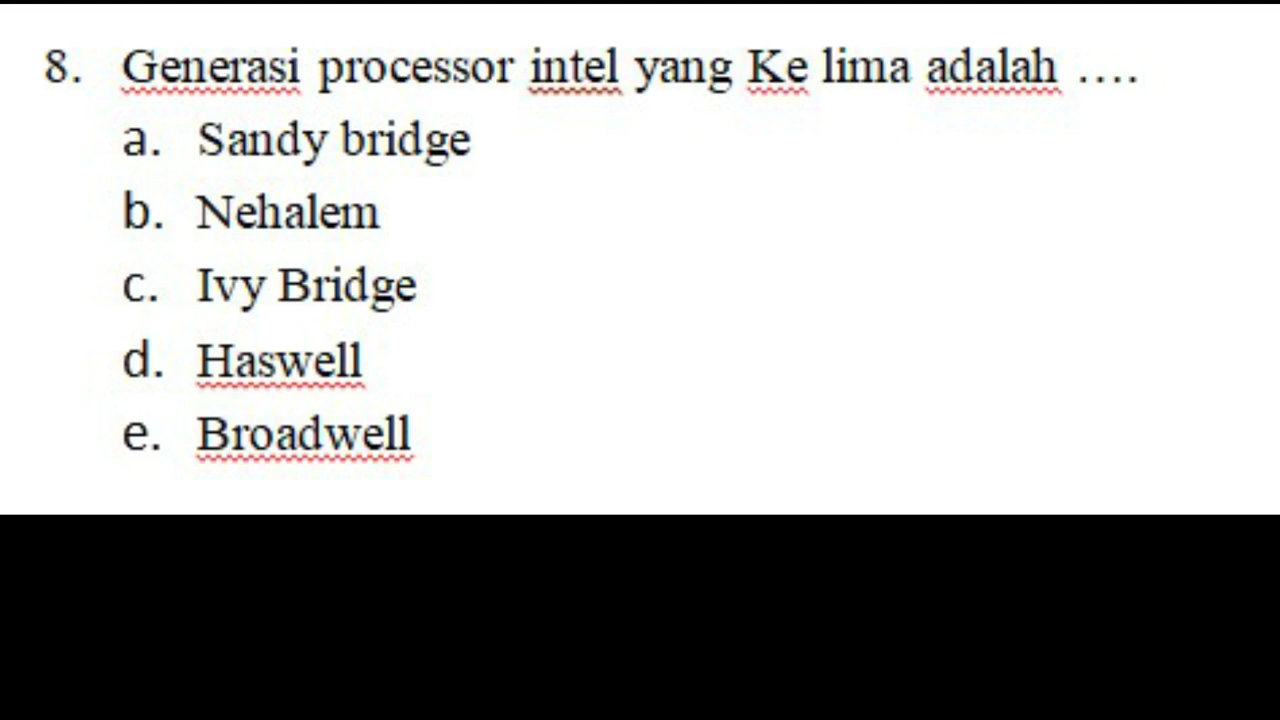 8. Generasi processor intel yang Ke lima adalah ....
a. Sandy bridge
b. Nehalem
c. Ivy Bridge
d. Haswell
e. Broadwell